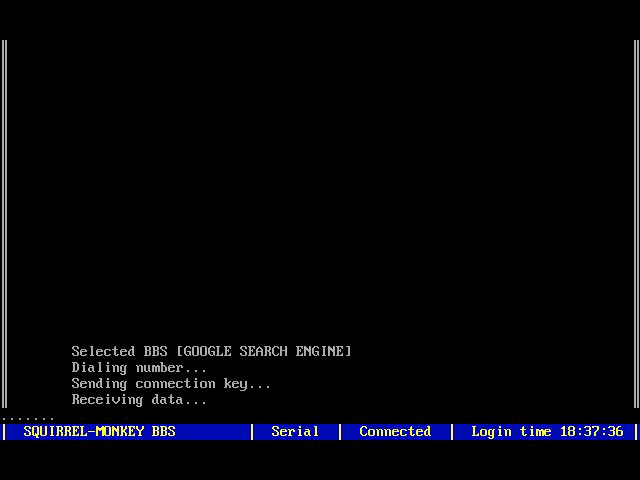 Selected BBS [GOOGLE SEARCH ENGINE]
Dialing number...
Sending connection key...
Receiving data...
.......
| SQUIRREL-MONKEY BBS | Serial | Connected | Login time 18:37:36 |